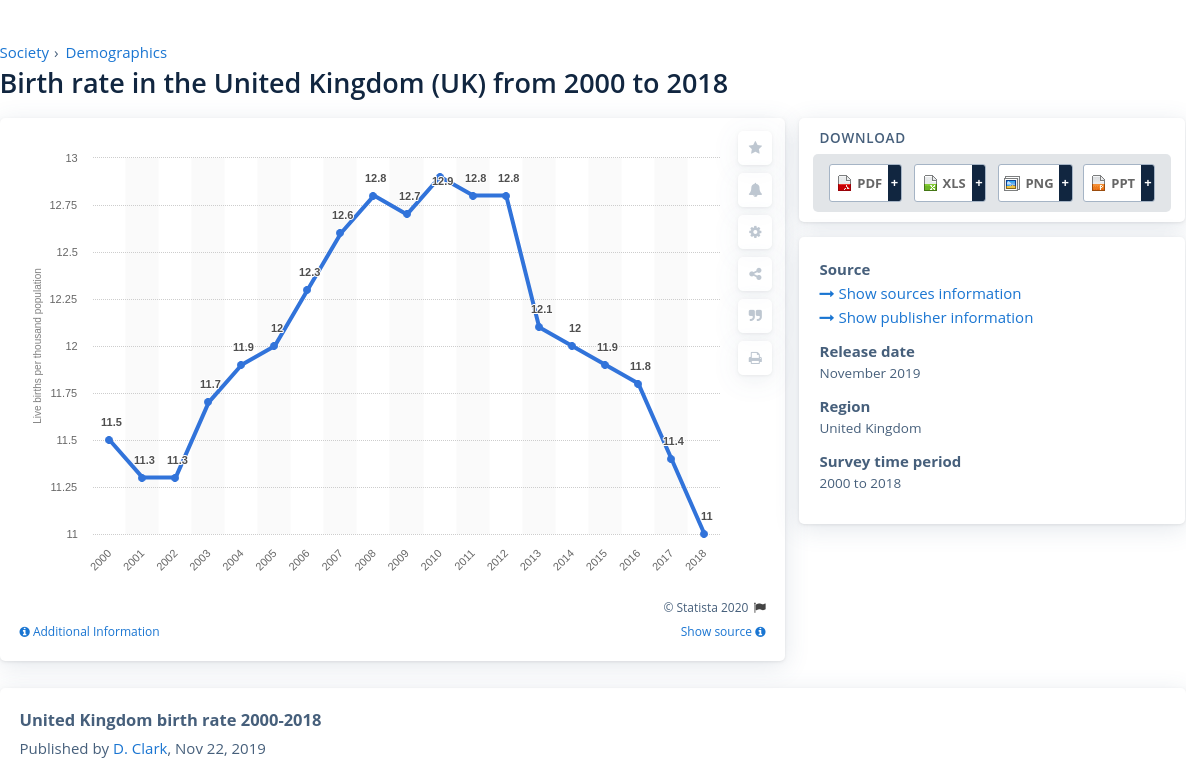 Society › Demographics
Birth rate in the United Kingdom (UK) from 2000 to 2018
Live births per thousand population
13
12.75
12.5
12.25
12
11.75
11.5
11.25
11
11.5
11.3
11.3
11.7
11.9
12
12.3
12.6
12.8
12.7
12.9
12.8
12.8
12.1
12
11.9
11.8
11.4
11
2000
2001
2002
2003
2004
2005
2006
2007
2008
2009
2010
2011
2012
2013
2014
2015
2016
2017
2018
© Statista 2020
Additional Information
Show source
DOWNLOAD
PDF + XLS + PNG + PPT +
Source
Show sources information
Show publisher information
Release date
November 2019
Region
United Kingdom
Survey time period
2000 to 2018
United Kingdom birth rate 2000-2018
Published by D. Clark, Nov 22, 2019